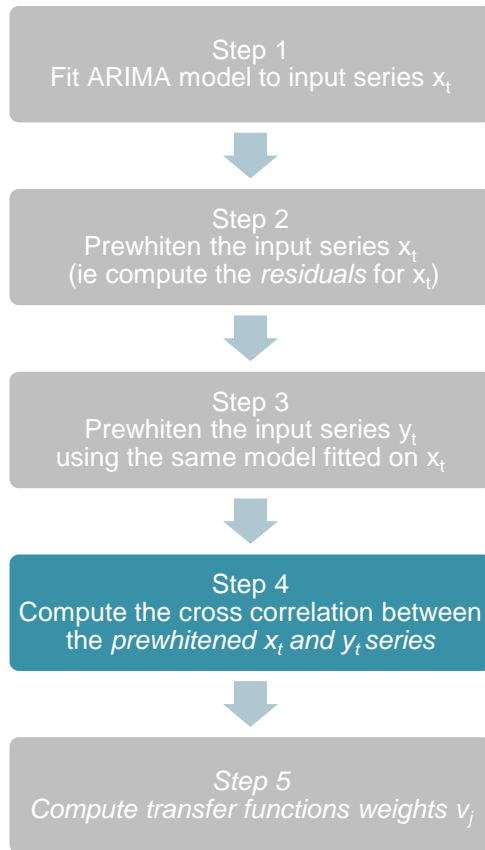 Step 1
Fit ARIMA model to input series xt
Step 2
Prewhiten the input series xt
(ie compute the residuals for xt)
Step 3
Prewhiten the input series yt
using the same model fitted on xt
Step 4
Compute the cross correlation between
the prewhitened xt and yt series
Step 5
Compute transfer functions weights vj